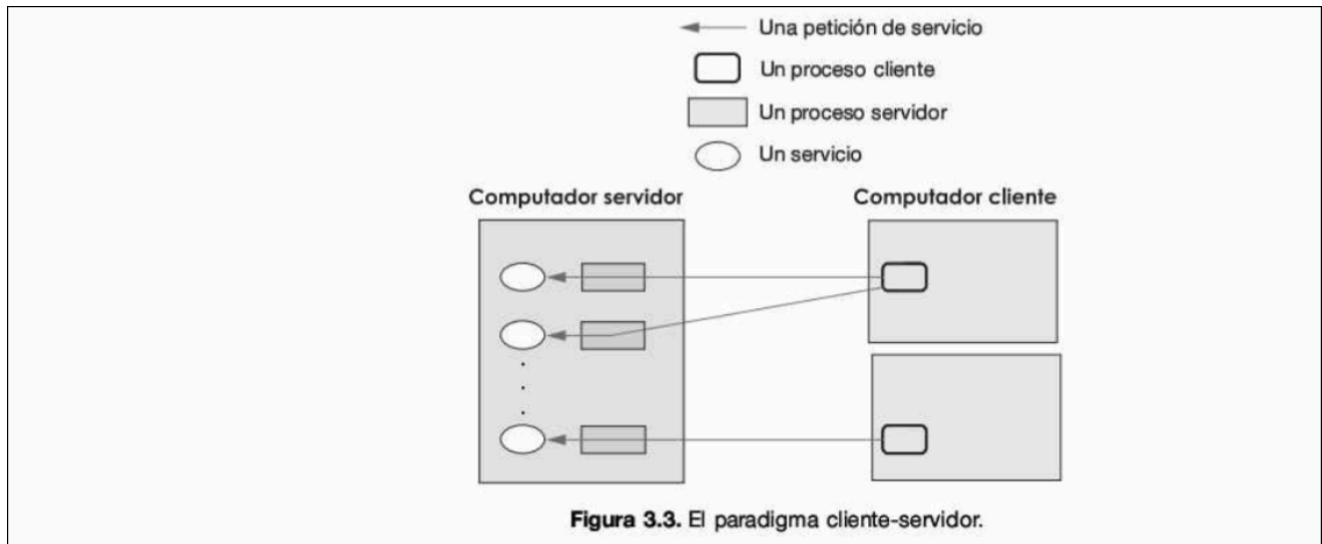 Una petición de servicio
Un proceso cliente
Un proceso servidor
Un servicio
Computador servidor
Computador cliente
Figura 3.3. El paradigma cliente-servidor.